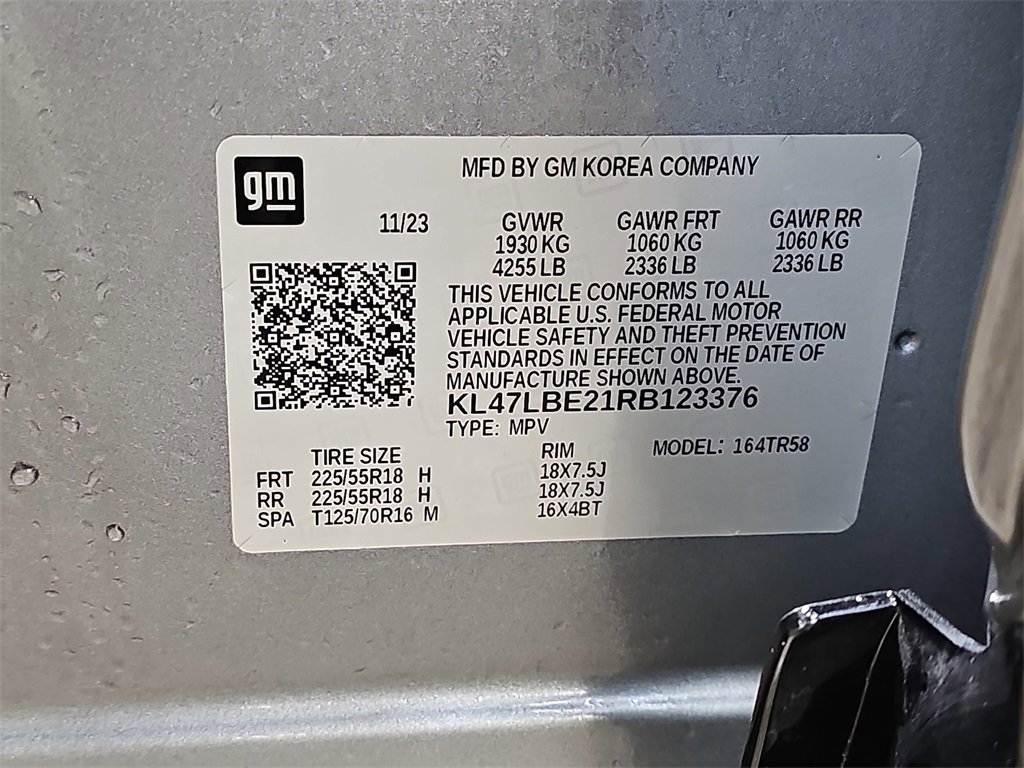 gm
MFD BY GM KOREA COMPANY
11/23 GVWR GAWR FRT GAWR RR
1930 KG 1060 KG 1060 KG
4255 LB 2336 LB 2336 LB
THIS VEHICLE CONFORMS TO ALL
APPLICABLE U.S. FEDERAL MOTOR
VEHICLE SAFETY AND THEFT PREVENTION
STANDARDS IN EFFECT ON THE DATE OF
MANUFACTURE SHOWN ABOVE.
KL47LBE21RB123376
TYPE: MPV
TIRE SIZE RIM MODEL: 164TR58
FRT 225/55R18 H 18X7.5J
RR 225/55R18 H 18X7.5J
SPA T125/70R16 M 16X4BT